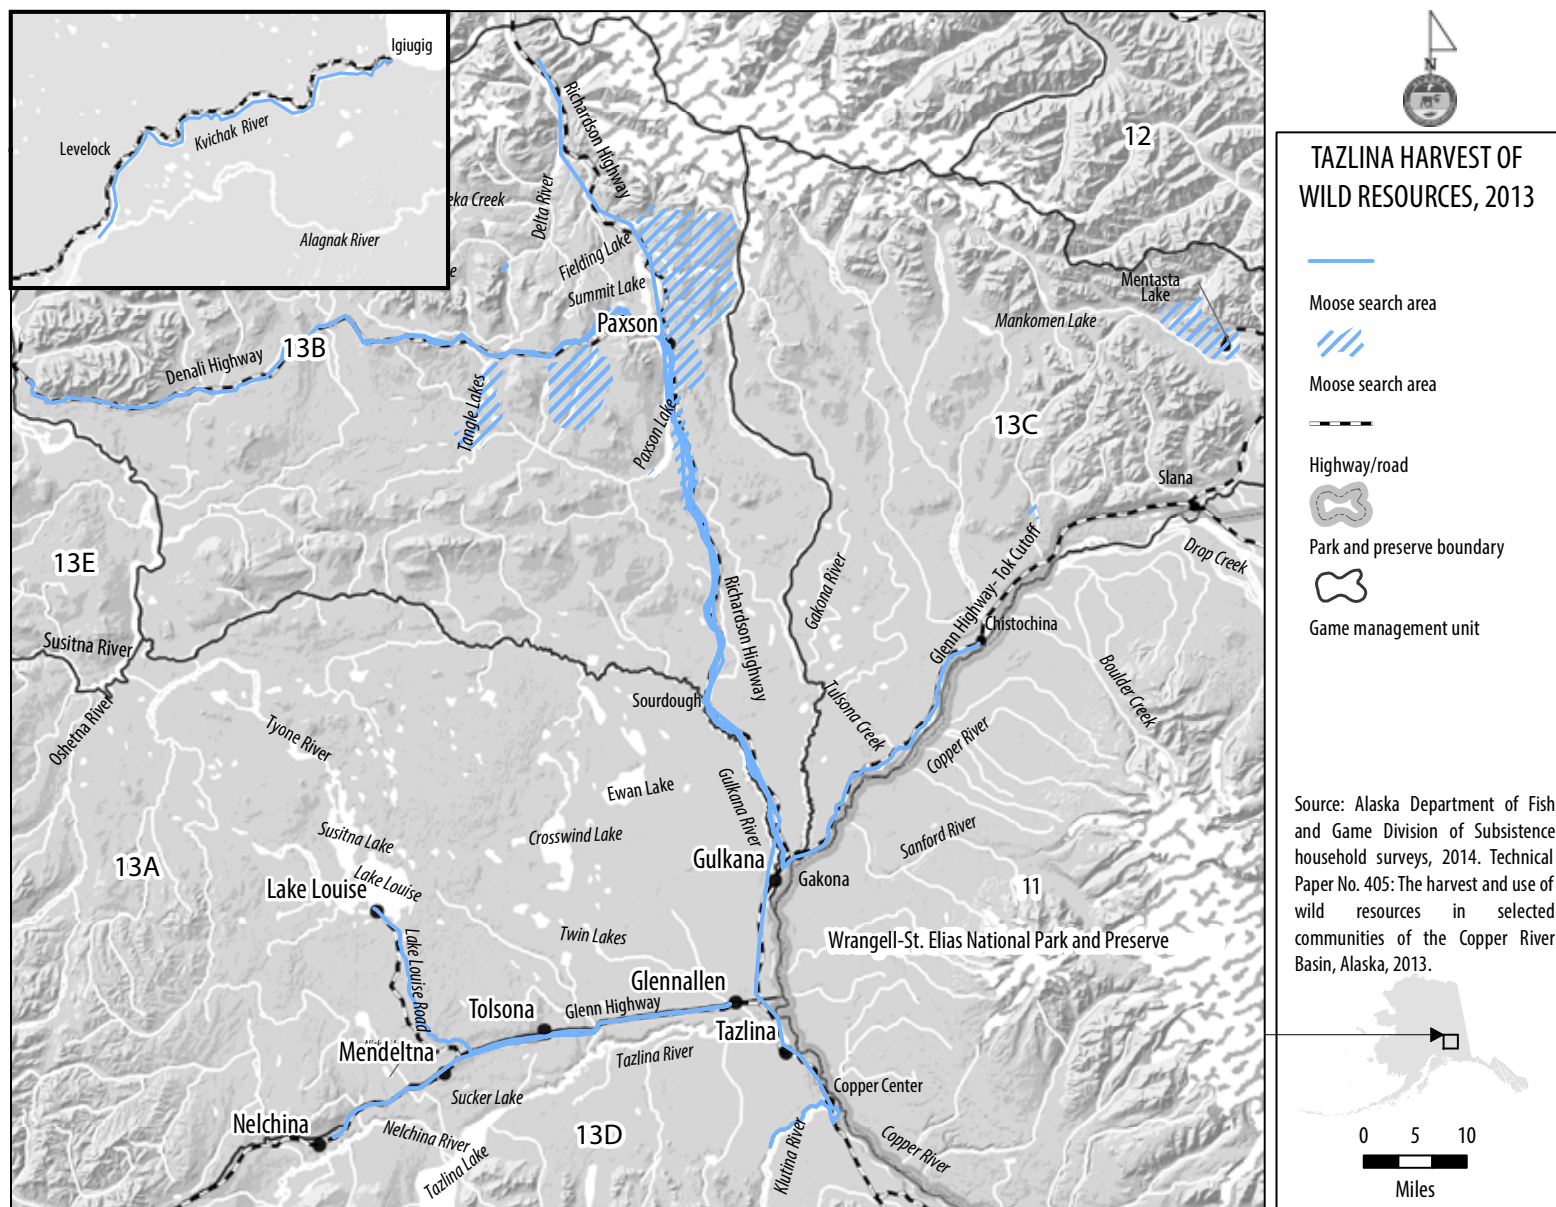 Igiugig
Levelock
Kvichak River
Alagnak River
eka Creek
e
Delta River
Richardson Highway
Fielding Lake
Summit Lake
Paxson
12
Mentasta
Lake
Mankomen Lake
Denali Highway
13B
Tangle Lakes
Paxson Lake
13C
Slana
Drop Creek
13E
Susitna River
Oshetna River
Tyone River
Sourdough
Richardson Highway
Gakona River
Glenn Highway- Tok Cutoff
Chistochina
Tulsona Creek
Copper River
Boulder Creek
Ewan Lake
Gulkana River
Crosswind Lake
Susitna Lake
Lake Louise
Lake Louise
13A
Gulkana
Gakona
Sanford River
11
Wrangell-St. Elias National Park and Preserve
Twin Lakes
Lake Louise Road
Glennallen
Glenn Highway
Tolsona
Mendeltna
Tazlina
Tazlina River
Sucker Lake
Copper Center
Nelchina
Nelchina River
Tazlina Lake
13D
Klutina River
Copper River
N
TAZLINA HARVEST OF
WILD RESOURCES, 2013
Moose search area
Moose search area
Highway/road
Park and preserve boundary
Game management unit
Source: Alaska Department of Fish
and Game Division of Subsistence
household surveys, 2014. Technical
Paper No. 405: The harvest and use of
wild resources in selected
communities of the Copper River
Basin, Alaska, 2013.
0 5 10
Miles